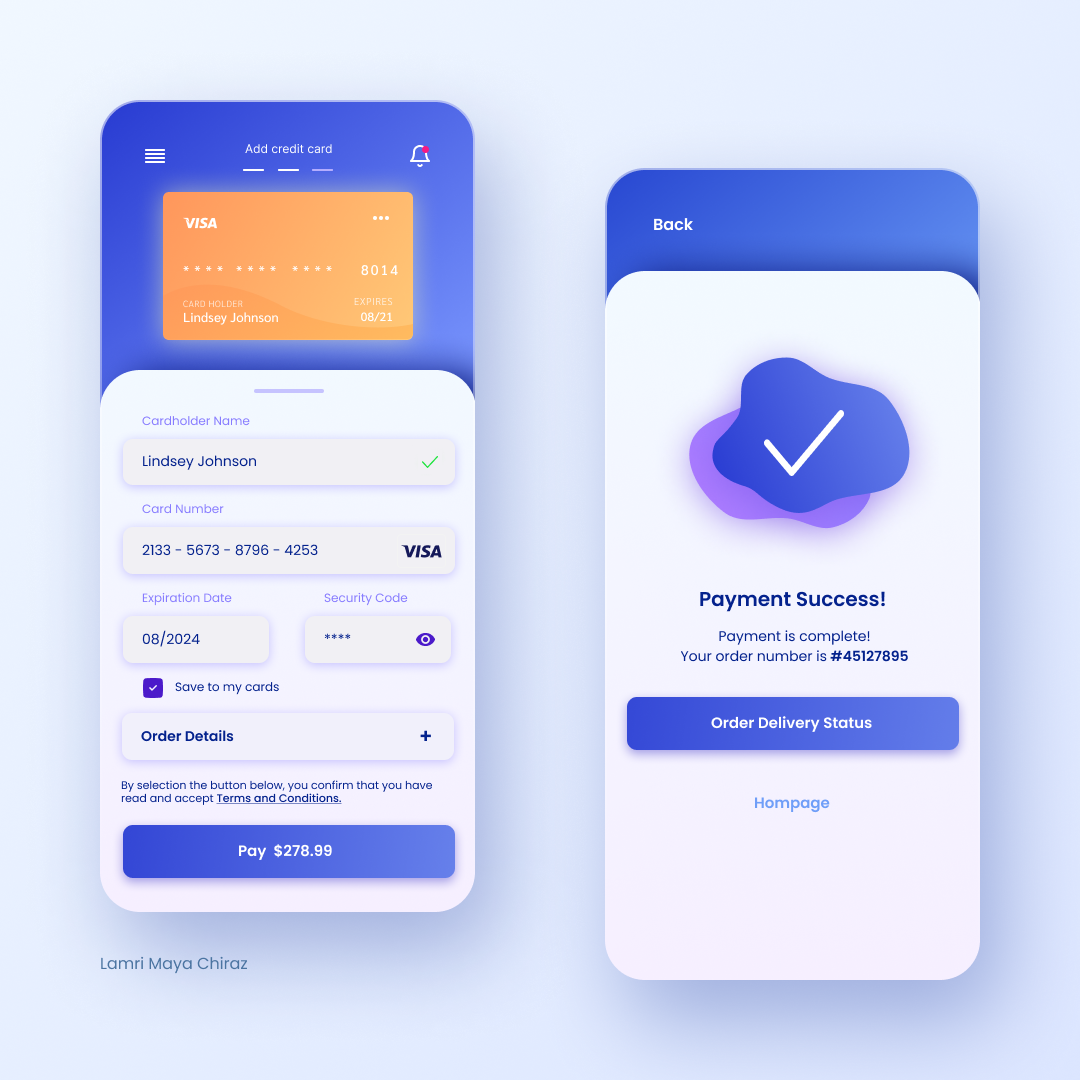 Add credit card
VISA
**** **** **** 8014
CARD HOLDER
Lindsey Johnson
EXPIRES
08/21
Cardholder Name
Lindsey Johnson
Card Number
2133 - 5673 - 8796 - 4253
VISA
Expiration Date
08/2024
Security Code
****
Save to my cards
Order Details
+
By selection the button below, you confirm that you have
read and accept Terms and Conditions.
Pay $278.99
Lamri Maya Chiraz
Back
Payment Success!
Payment is complete!
Your order number is #45127895
Order Delivery Status
Hompage